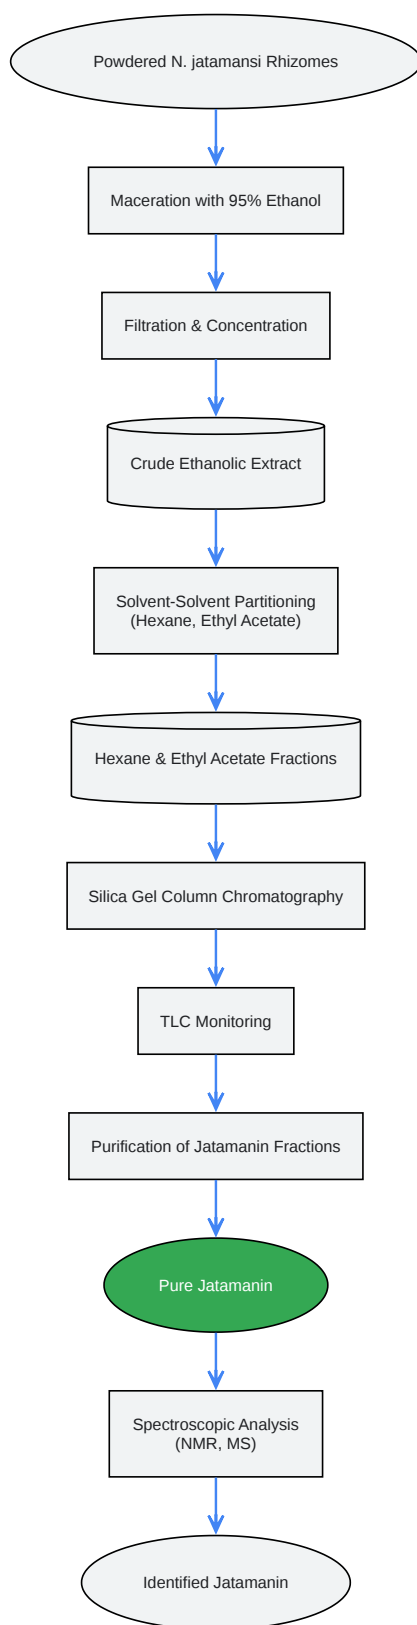 Powdered N. jatamansi Rhizomes
Maceration with 95% Ethanol
Filtration & Concentration
Crude Ethanolic Extract
Solvent-Solvent Partitioning
(Hexane, Ethyl Acetate)
Hexane & Ethyl Acetate Fractions
Silica Gel Column Chromatography
TLC Monitoring
Purification of Jatamanin Fractions
Pure Jatamanin
Spectroscopic Analysis
(NMR, MS)
Identified Jatamanin